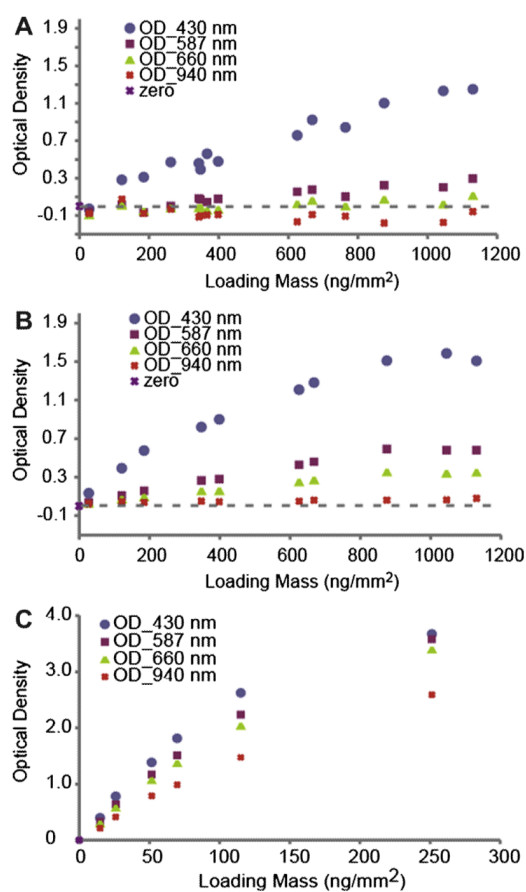 A
1.9
1.5
1.1
0.7
0.3
-0.1
Optical Density
OD_430 nm
OD_587 nm
OD_660 nm
OD_940 nm
zero
0 200 400 600 800 1000 1200
Loading Mass (ng/mm²)
B
1.9
1.5
1.1
0.7
0.3
-0.1
Optical Density
OD_430 nm
OD_587 nm
OD_660 nm
OD_940 nm
zero
0 200 400 600 800 1000 1200
Loading Mass (ng/mm²)
C
4.0
3.0
2.0
1.0
0
Optical Density
OD_430 nm
OD_587 nm
OD_660 nm
OD_940 nm
0 50 100 150 200 250 300
Loading Mass (ng/mm²)